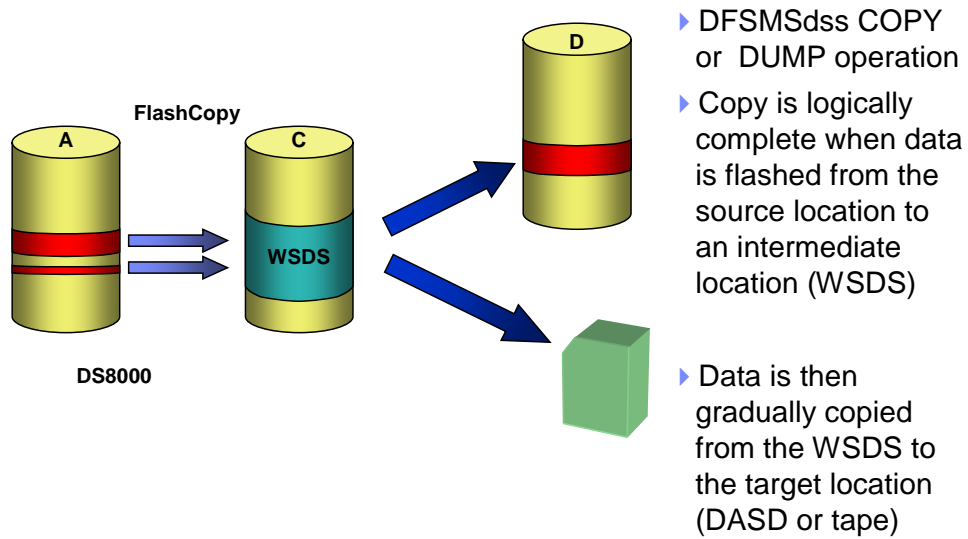 FlashCopy
A
C
D
WSDS
DS8000
DFSMSdss COPY
or DUMP operation
Copy is logically
complete when data
is flashed from the
source location to
an intermediate
location (WSDS)
Data is then
gradually copied
from the WSDS to
the target location
(DASD or tape)